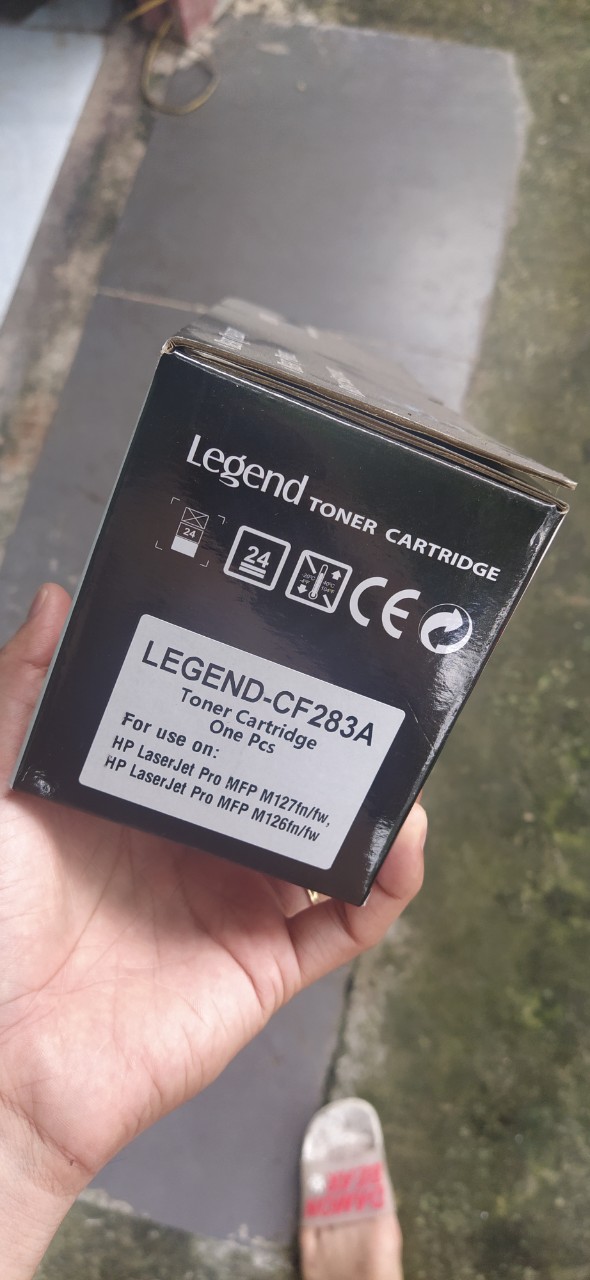 Legend TONER CARTRIDGE
24
24
LEGEND-CF283A
Toner Cartridge
One Pcs
For use on:
HP LaserJet Pro MFP M127fn/fw,
HP LaserJet Pro MFP M126fn/fw